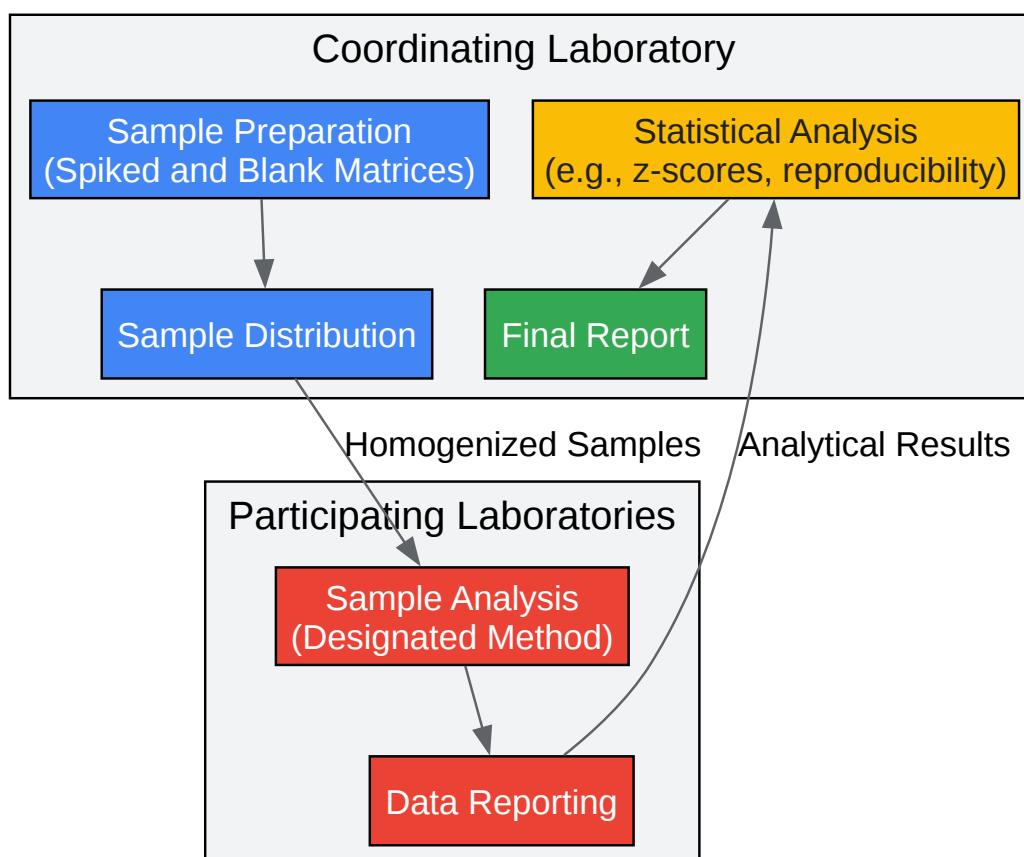 Coordinating Laboratory
Sample Preparation
(Spiked and Blank Matrices)
Statistical Analysis
(e.g., z-scores, reproducibility)
Sample Distribution
Final Report
Homogenized Samples
Analytical Results
Participating Laboratories
Sample Analysis
(Designated Method)
Data Reporting